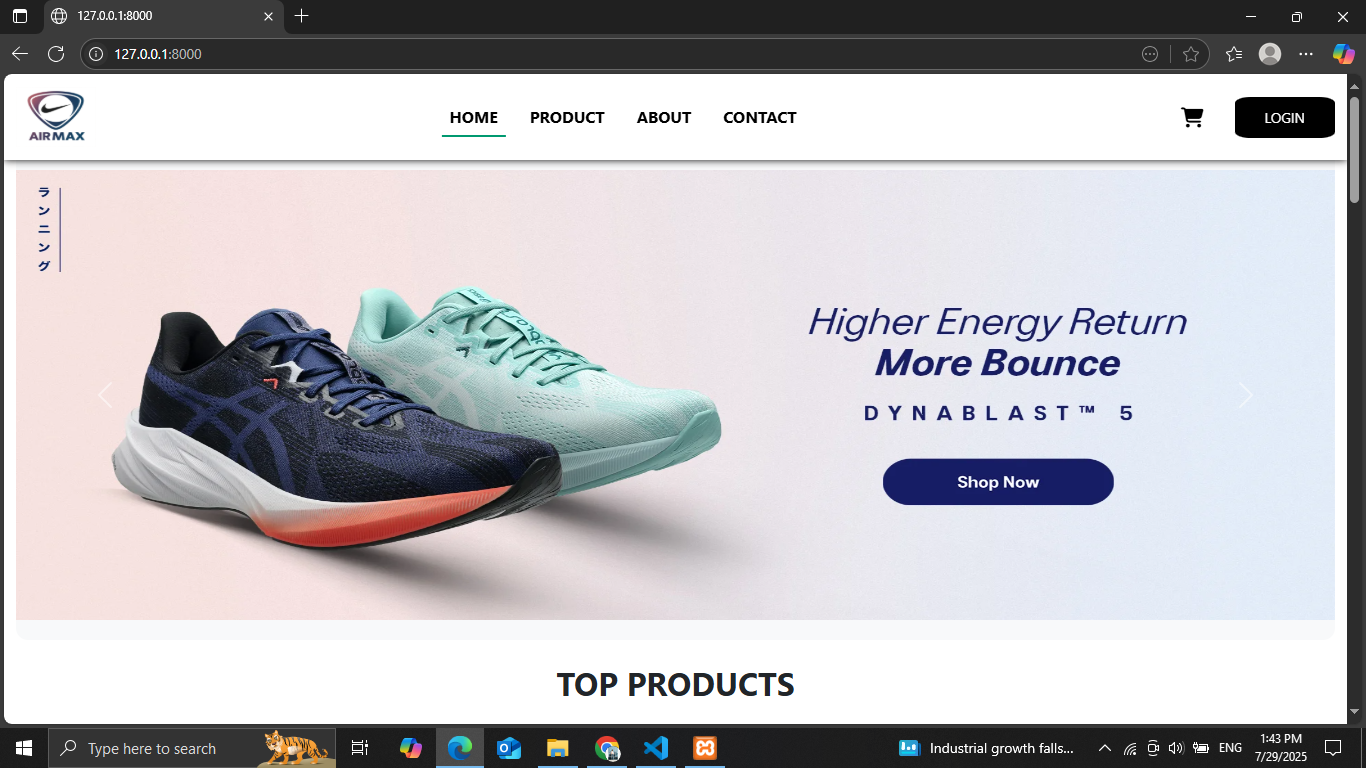 127.0.0.1:8000
127.0.0.1:8000
AIRMAX
HOME
PRODUCT
ABOUT
CONTACT
LOGIN
ランニング
Higher Energy Return
More Bounce
DYNABLAST™ 5
Shop Now
TOP PRODUCTS
Type here to search
Industrial growth falls...
ENG
1:43 PM
7/29/2025